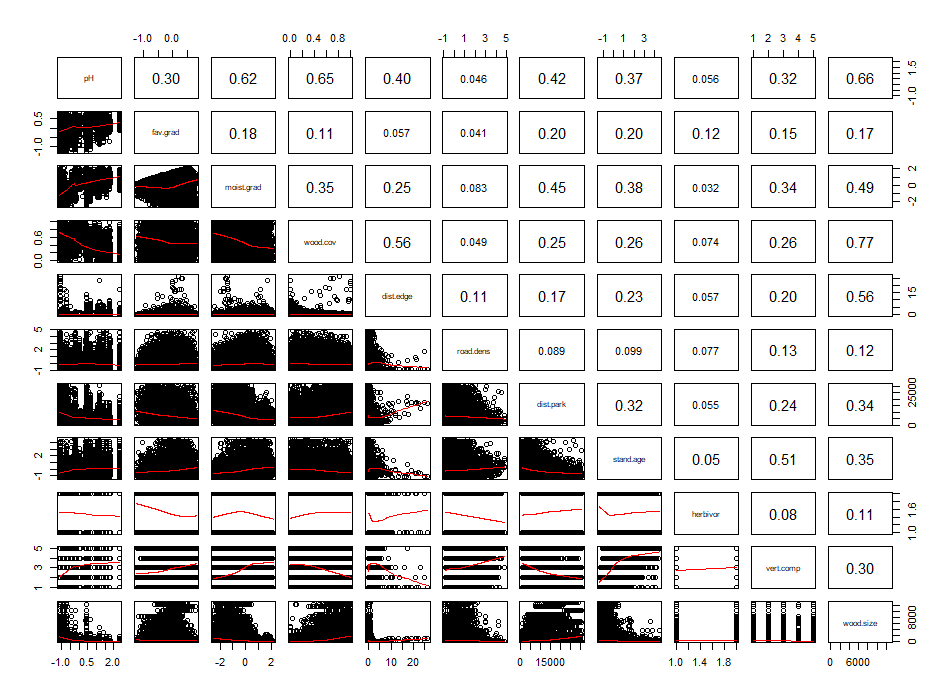 -1.0 0.0 0.0 0.4 0.8 -1 1 3 5 -1 1 3 1 2 3 4 5
pH 0.30 0.62 0.65 0.40 0.046 0.42 0.37 0.056 0.32 0.66 -1.0 1.5
-1.0 0.5 fav.grad 0.18 0.11 0.057 0.041 0.20 0.20 0.12 0.15 0.17
moist.grad 0.35 0.25 0.083 0.45 0.38 0.032 0.34 0.49 -2 0 2
0.0 0.6 wood.cov 0.56 0.049 0.25 0.26 0.074 0.26 0.77
dist.edge 0.11 0.17 0.23 0.057 0.20 0.56 0 15
-1 2 5 road.dens 0.089 0.099 0.077 0.13 0.12
dist.park 0.32 0.055 0.24 0.34 0 25000
-1 2 stand.age 0.05 0.51 0.35
herbivor 0.08 0.11 1.0 1.6
1 3 5 vert.comp 0.30
wood.size 0 8000
-1.0 0.5 2.0 -2 0 2 0 10 20 0 15000 1.0 1.4 1.8 0 6000